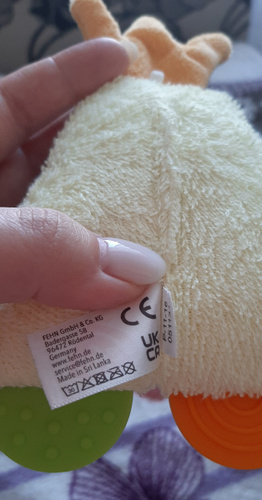 FEHN GmbH & Co. KG
Badergasse 58
96472 Rödental
Germany
www.fehn.de
service@fehn.de
Made in Sri Lanka
CE
UK
CA